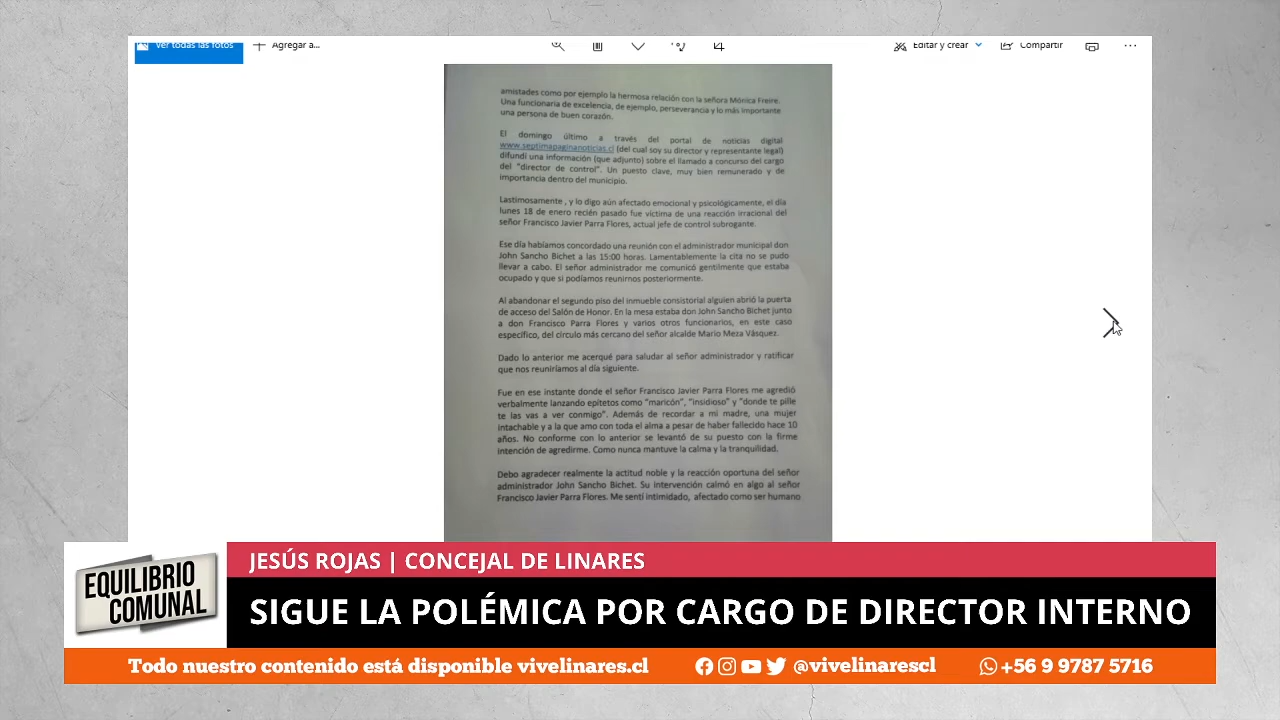 Ver todas las fotos
Agregar a...
Editar y crear
Compartir
amistades como por ejemplo la hermosa relación con la señora Mónica Freire.
Una funcionaria de excelencia, de ejemplo, perseverancia y lo más importante
una persona de buen corazón.
El domingo último a través del portal de noticias digital
www.septimapaginanoticias.cl (del cual soy su director y representante legal)
difundí una información (que adjunto) sobre el llamado a concurso del cargo
del "director de control". Un puesto clave, muy bien remunerado y de
importancia dentro del municipio.
Lastimosamente , y lo digo aún afectado emocional y psicológicamente, el día
lunes 18 de enero recién pasado fue víctima de una reacción irracional del
señor Francisco Javier Parra Flores, actual jefe de control subrogante.
Ese día habíamos concordado una reunión con el administrador municipal don
John Sancho Bichet a las 15:00 horas. Lamentablemente la cita no se pudo
llevar a cabo. El señor administrador me comunicó gentilmente que estaba
ocupado y que si podíamos reunirnos posteriormente.
Al abandonar el segundo piso del inmueble consistorial alguien abrió la puerta
de acceso del Salón de Honor. En la mesa estaba don John Sancho Bichet junto
a don Francisco Parra Flores y varios otros funcionarios, en este caso
específico, del círculo más cercano del señor alcalde Mario Meza Vásquez.
Dado lo anterior me acerqué para saludar al señor administrador y ratificar
que nos reuniríamos al día siguiente.
Fue en ese instante donde el señor Francisco Javier Parra Flores me agredió
verbalmente lanzando epítetos como "maricón", "insidioso" y "donde te pille
te las vas a ver conmigo". Además de recordar a mi madre, una mujer
intachable y a la que amo con toda el alma a pesar de haber fallecido hace 10
años. No conforme con lo anterior se levantó de su puesto con la firme
intención de agredirme. Como nunca mantuve la calma y la tranquilidad.
Debo agradecer realmente la actitud noble y la reacción oportuna del señor
administrador John Sancho Bichet. Su intervención calmó en algo al señor
Francisco Javier Parra Flores. Me sentí intimidado, afectado como ser humano
EQUILIBRIO
COMUNAL
JESÚS ROJAS | CONCEJAL DE LINARES
SIGUE LA POLÉMICA POR CARGO DE DIRECTOR INTERNO
Todo nuestro contenido está disponible vivelinares.cl
@vivelinarescl
+56 9 9787 5716